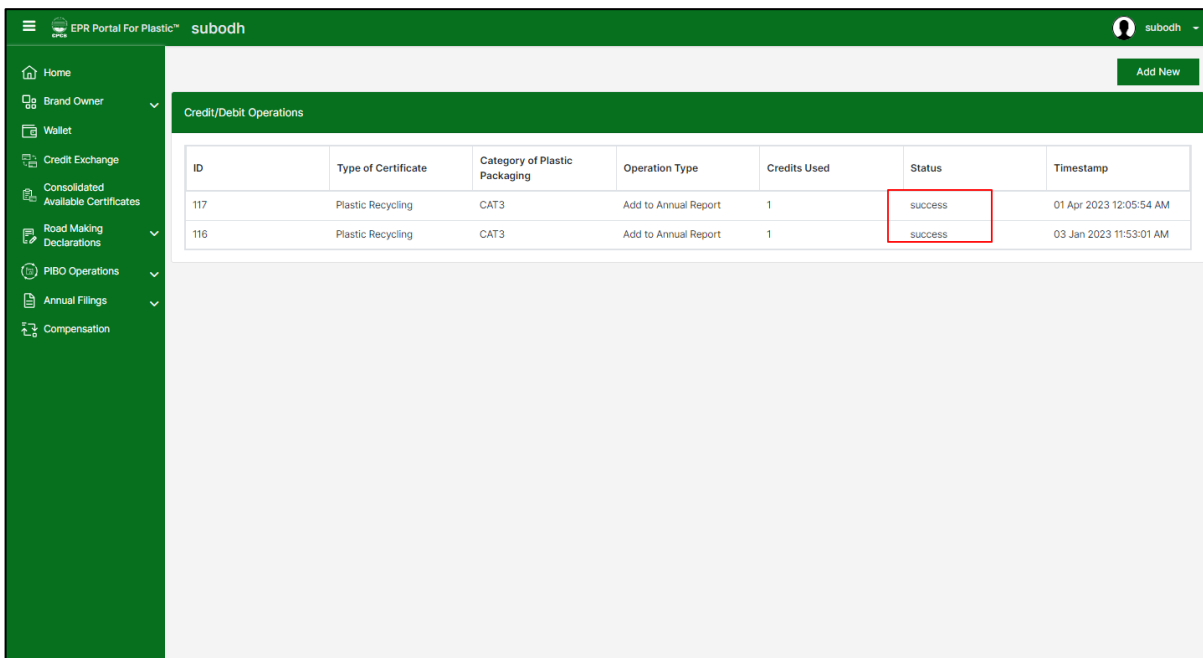 EPR Portal For Plastic™ subodh
subodh
CPCB
Home
Brand Owner
Wallet
Credit Exchange
Consolidated
Available Certificates
Road Making
Declarations
PIBO Operations
Annual Filings
Compensation
Add New
Credit/Debit Operations
ID Type of Certificate Category of Plastic Packaging Operation Type Credits Used Status Timestamp
117 Plastic Recycling CAT3 Add to Annual Report 1 success 01 Apr 2023 12:05:54 AM
116 Plastic Recycling CAT3 Add to Annual Report 1 success 03 Jan 2023 11:53:01 AM